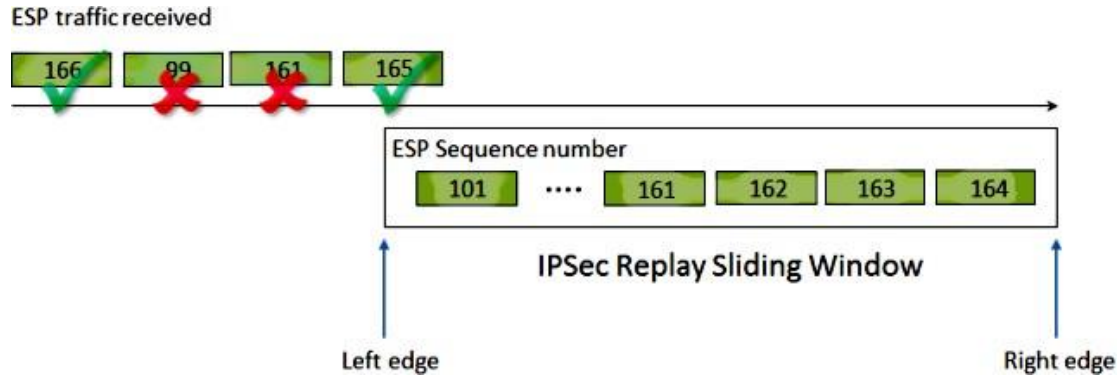 ESP traffic received
166 99 161 165
ESP Sequence number
101 .... 161 162 163 164
IPSec Replay Sliding Window
Left edge Right edge